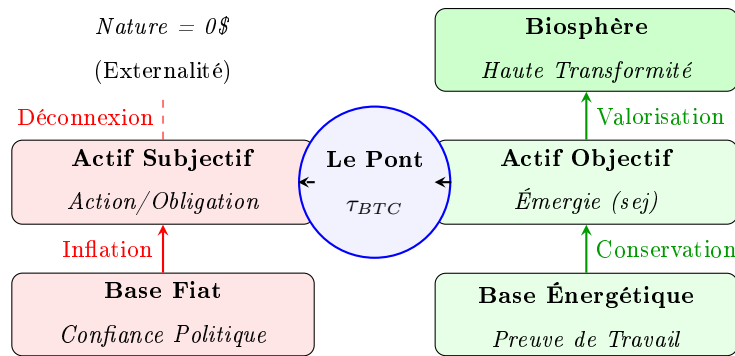 Nature = 0$
(Externalité)
Déconnexion
Actif Subjectif
Action/Obligation
Inflation
Base Fiat
Confiance Politique
Le Pont
τ_BTC
Biosphère
Haute Transformité
Valorisation
Actif Objectif
Émergie (sej)
Conservation
Base Énergétique
Preuve de Travail